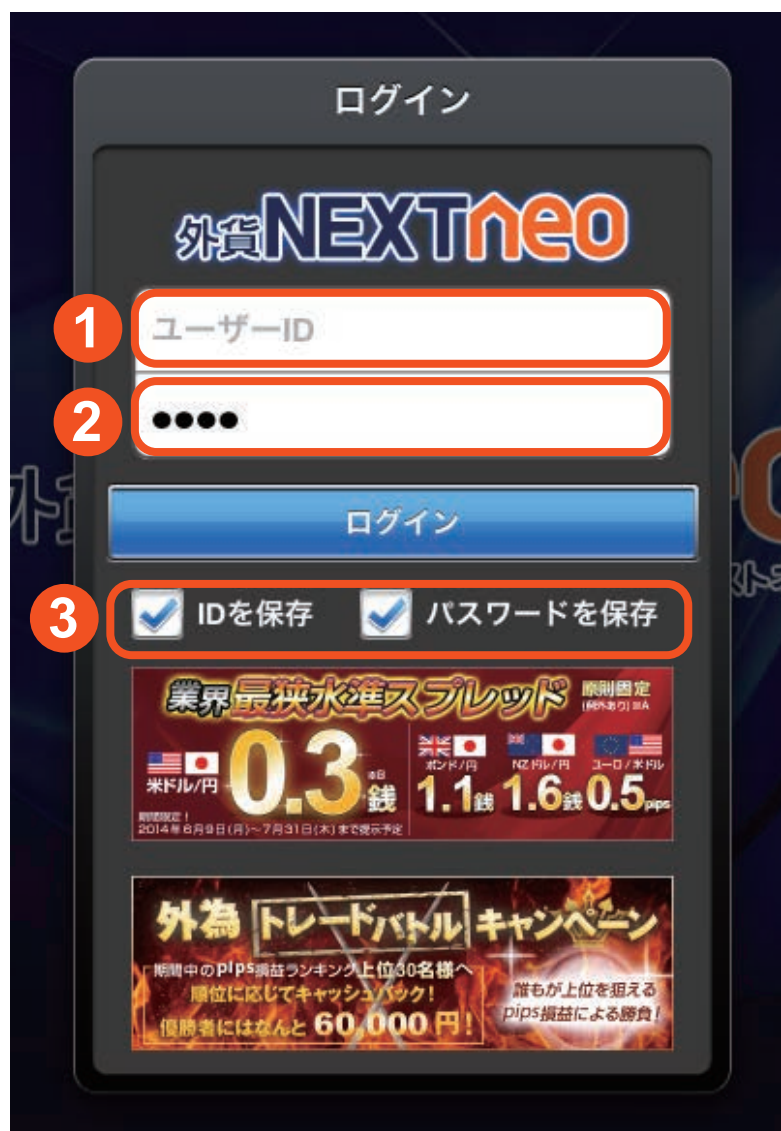 ログイン
外貨NEXTneo
1
ユーザーID
2
●●●●
ログイン
3
IDを保存 パスワードを保存
業界最狭水準スプレッド 原則固定
(例外あり)※A
米ドル/円 0.3銭 ※B
ポンド/円 1.1銭
NZドル/円 1.6銭
ユーロ/米ドル 0.5pips
期間限定!
2014年6月9日(月)~7月31日(木)まで提示予定
外為トレードバトルキャンペーン
期間中のpips損益ランキング上位30名様へ
順位に応じてキャッシュバック!
優勝者にはなんと60,000円!
誰もが上位を狙える
pips損益による勝負!
外
eo
スト